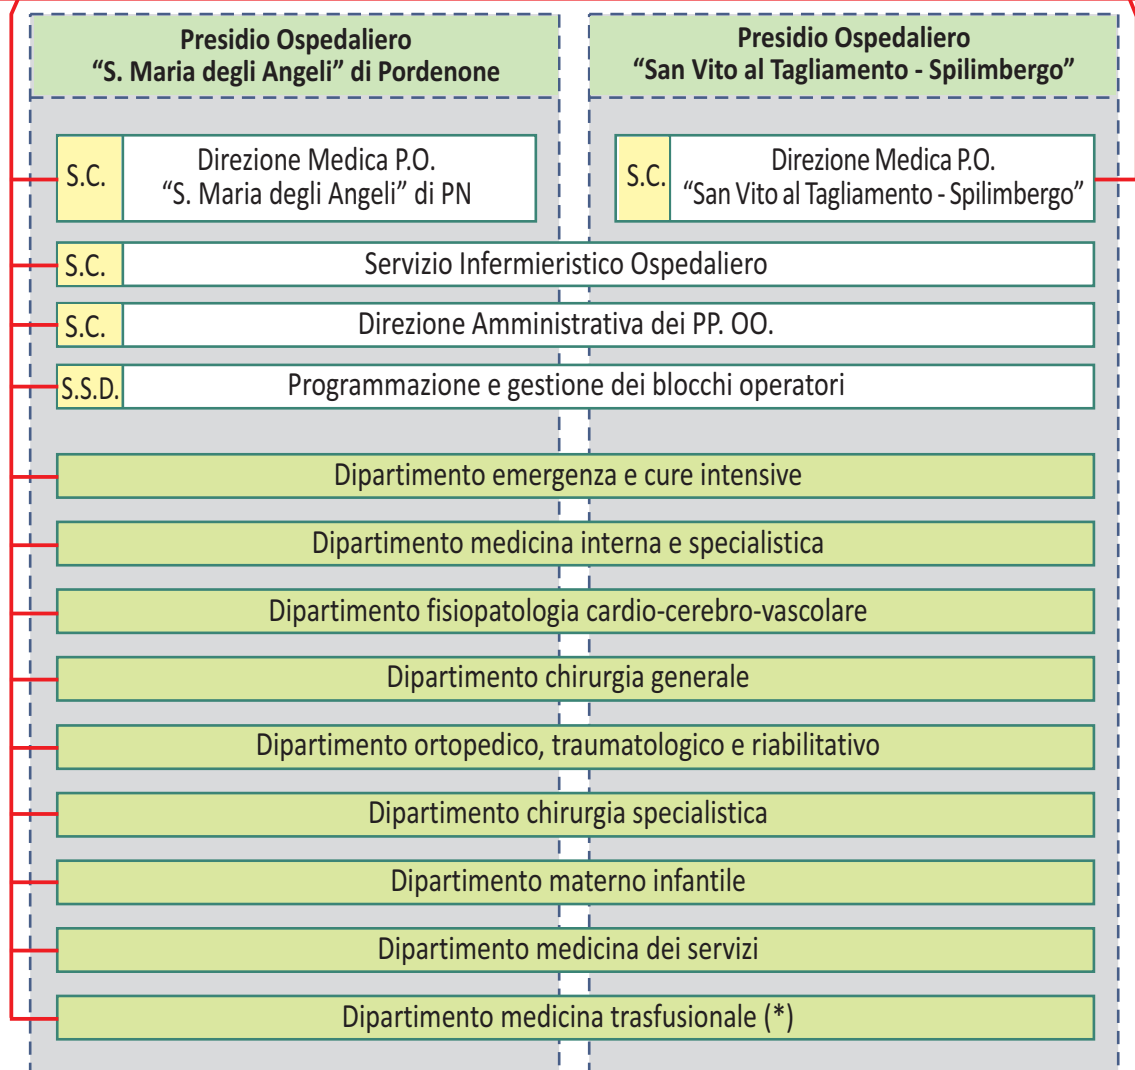 Presidio Ospedaliero
“S. Maria degli Angeli” di Pordenone
Presidio Ospedaliero
“San Vito al Tagliamento - Spilimbergo”
S.C.
Direzione Medica P.O.
“S. Maria degli Angeli” di PN
S.C.
Direzione Medica P.O.
“San Vito al Tagliamento - Spilimbergo”
S.C.
Servizio Infermieristico Ospedaliero
S.C.
Direzione Amministrativa dei PP. OO.
S.S.D.
Programmazione e gestione dei blocchi operatori
Dipartimento emergenza e cure intensive
Dipartimento medicina interna e specialistica
Dipartimento fisiopatologia cardio-cerebro-vascolare
Dipartimento chirurgia generale
Dipartimento ortopedico, traumatologico e riabilitativo
Dipartimento chirurgia specialistica
Dipartimento materno infantile
Dipartimento medicina dei servizi
Dipartimento medicina trasfusionale (*)